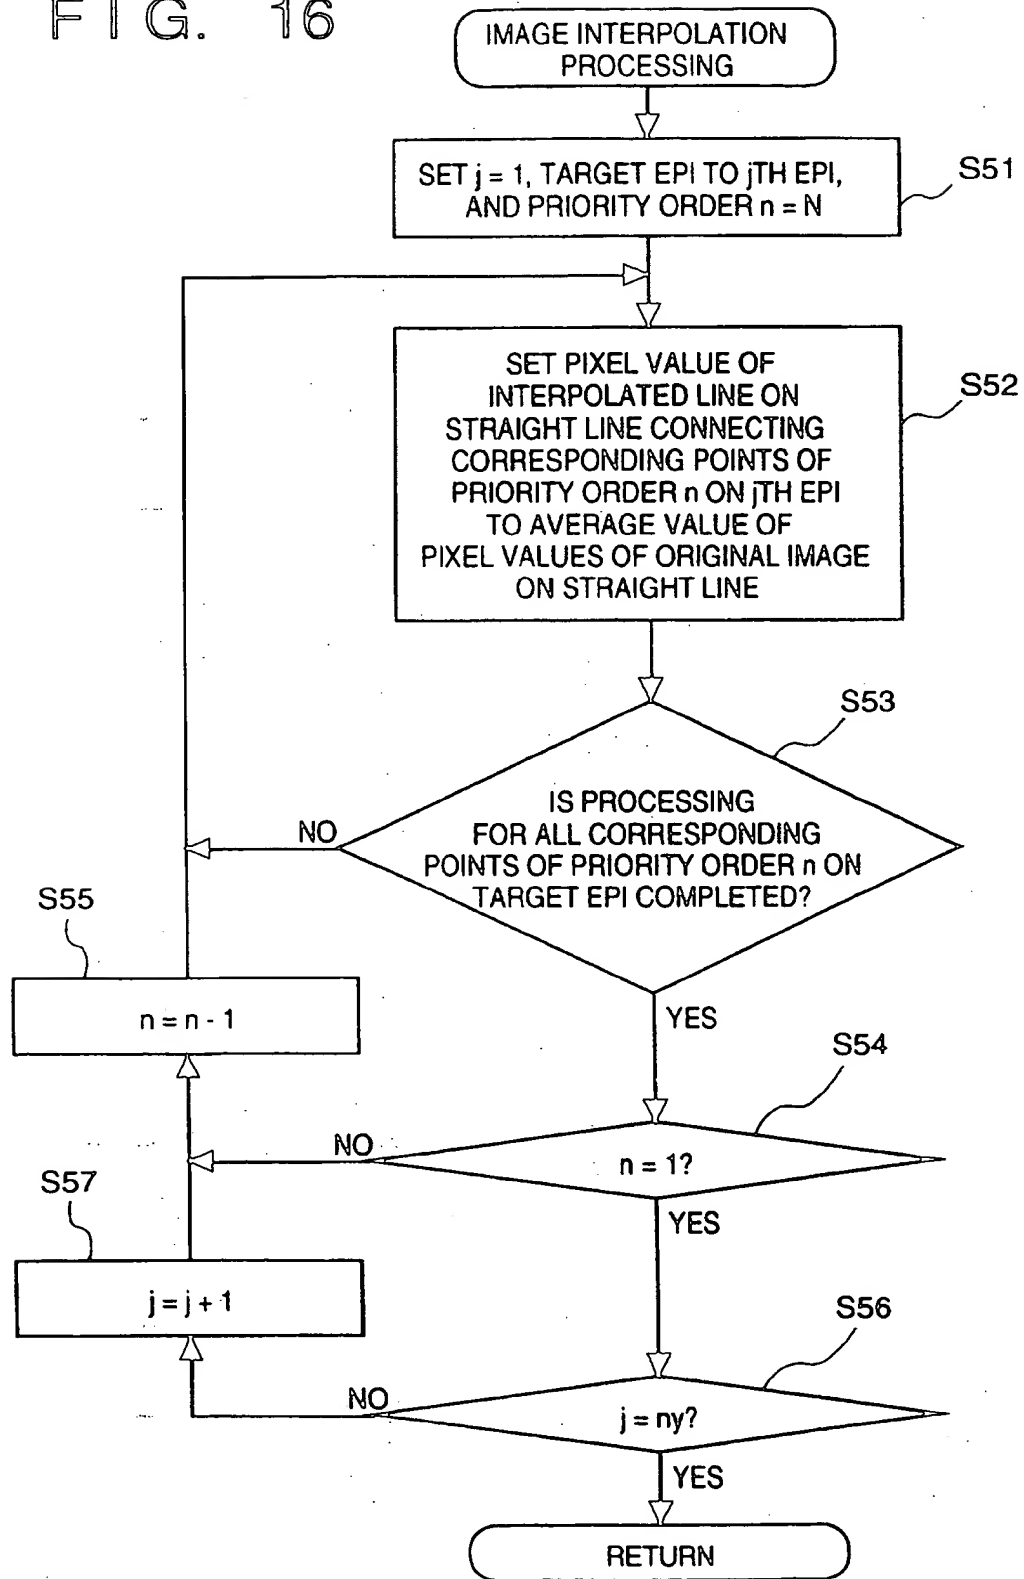 FIG. 16
IMAGE INTERPOLATION
PROCESSING
SET j = 1, TARGET EPI TO jTH EPI,
AND PRIORITY ORDER n = N
S51
SET PIXEL VALUE OF
INTERPOLATED LINE ON
STRAIGHT LINE CONNECTING
CORRESPONDING POINTS OF
PRIORITY ORDER n ON jTH EPI
TO AVERAGE VALUE OF
PIXEL VALUES OF ORIGINAL IMAGE
ON STRAIGHT LINE
S52
S53
IS PROCESSING
FOR ALL CORRESPONDING
POINTS OF PRIORITY ORDER n ON
TARGET EPI COMPLETED?
NO
YES
S55
n = n - 1
S54
n = 1?
NO
YES
S57
j = j + 1
S56
j = ny?
NO
YES
RETURN